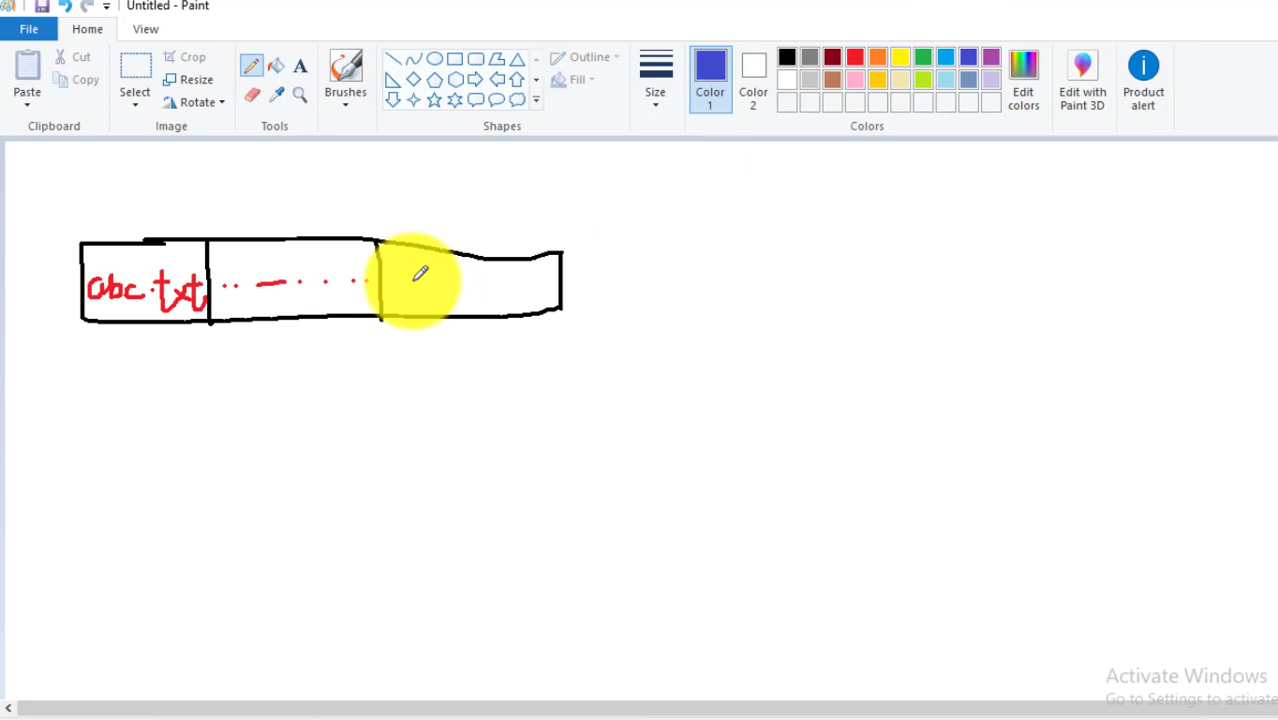 Untitled - Paint
File Home View
Paste
Cut
Copy
Clipboard
Select
Crop
Resize
Rotate
Image
A
Tools
Brushes
Outline
Fill
Shapes
Size
Color 1
Color 2
Edit colors
Colors
Edit with Paint 3D
Product alert
abc.txt
Activate Windows
Go to Settings to activate